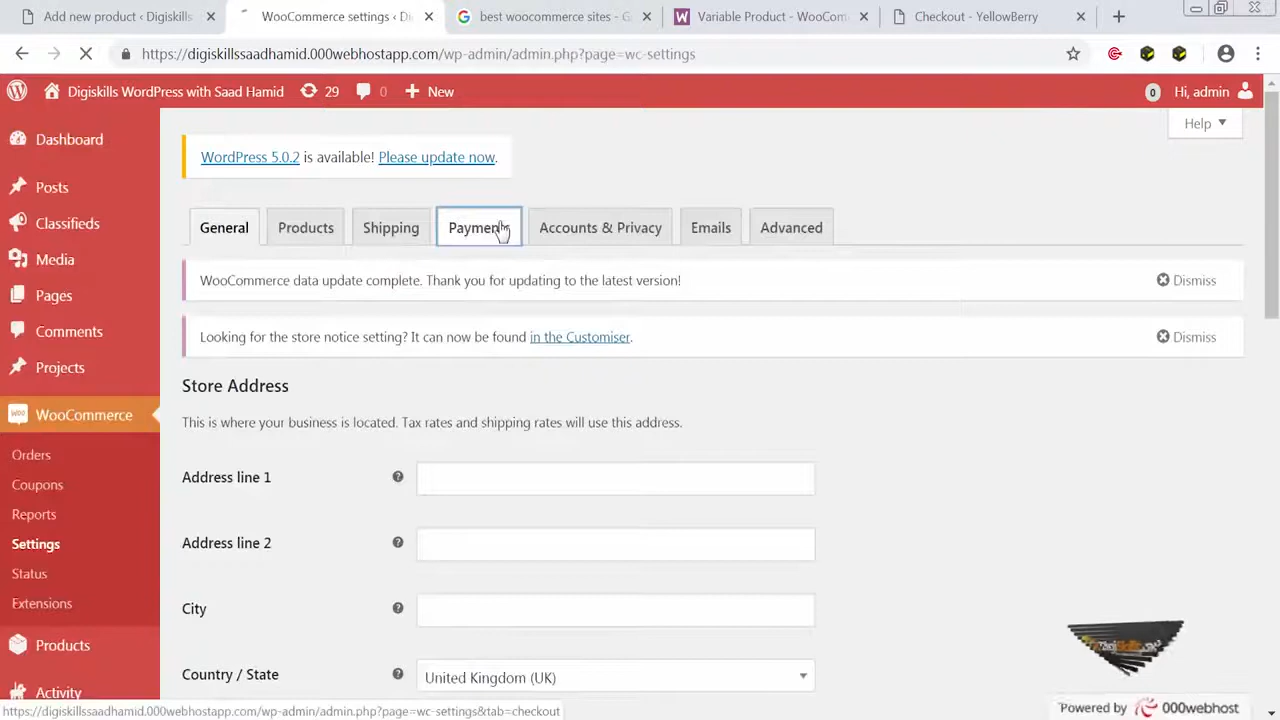 Add new product ‹ Digiskills
WooCommerce settings ‹ Di
best woocommerce sites - G
Variable Product - WooCom
Checkout - YellowBerry
https://digiskillssaadhamid.000webhostapp.com/wp-admin/admin.php?page=wc-settings
Digiskills WordPress with Saad Hamid
29
0
New
0
Hi, admin
Help
Dashboard
Posts
Classifieds
Media
Pages
Comments
Projects
WooCommerce
Orders
Coupons
Reports
Settings
Status
Extensions
Products
Activity
WordPress 5.0.2 is available! Please update now.
General
Products
Shipping
Payments
Accounts & Privacy
Emails
Advanced
WooCommerce data update complete. Thank you for updating to the latest version!
Dismiss
Looking for the store notice setting? It can now be found in the Customiser.
Dismiss
Store Address
This is where your business is located. Tax rates and shipping rates will use this address.
Address line 1
Address line 2
City
Country / State
United Kingdom (UK)
https://digiskillssaadhamid.000webhostapp.com/wp-admin/admin.php?page=wc-settings&tab=checkout
Powered by 000webhost